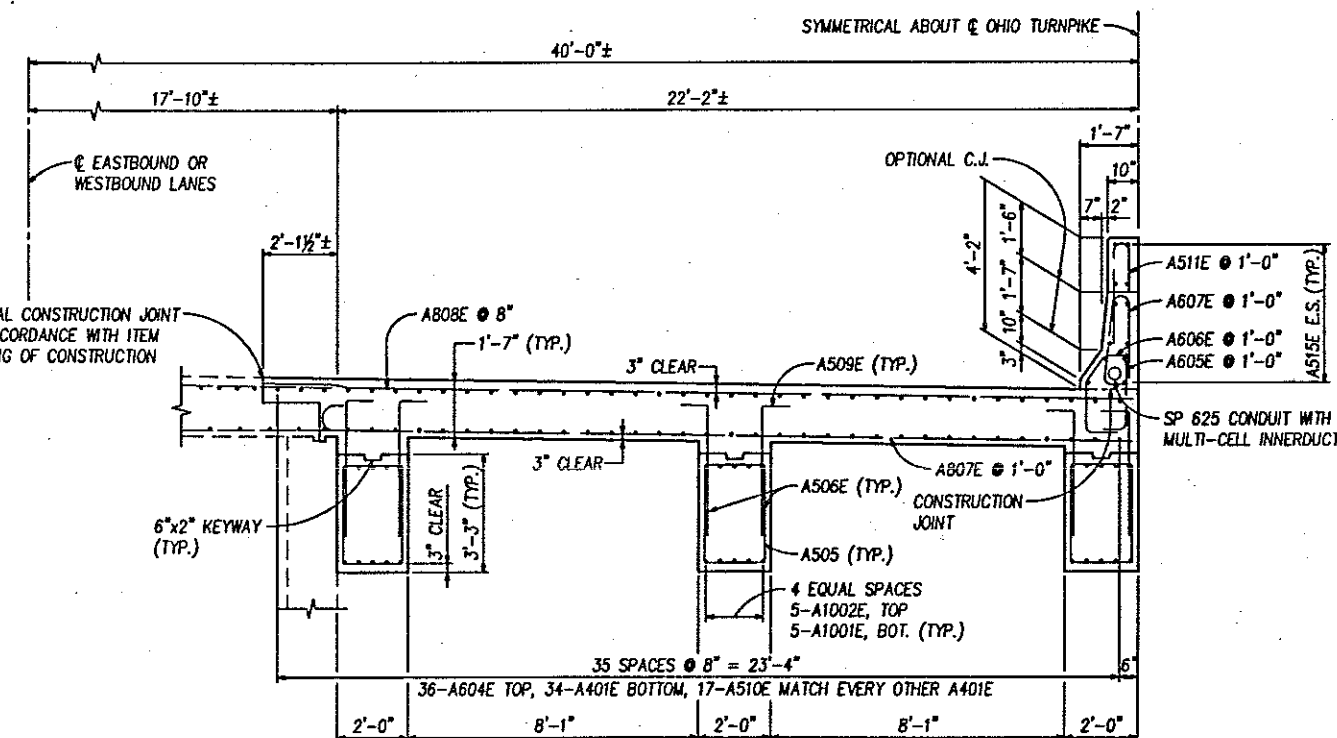 SYMMETRICAL ABOUT ℄ OHIO TURNPIKE
40'-0"±
17'-10"±
22'-2"±
℄ EASTBOUND OR
WESTBOUND LANES
2'-1½"±
AL CONSTRUCTION JOINT
CORDANCE WITH ITEM
NG OF CONSTRUCTION
A808E @ 8"
1'-7" (TYP.)
3" CLEAR
A509E (TYP.)
OPTIONAL C.J.
1'-7"
10"
7"
2"
4'-2"
1'-6"
1'-7"
10"
3"
A511E @ 1'-0"
A607E @ 1'-0"
A606E @ 1'-0"
A605E @ 1'-0"
A515E E.S. (TYP.)
SP 625 CONDUIT WITH
MULTI-CELL INNERDUCT
3" CLEAR
A807E @ 1'-0"
CONSTRUCTION
JOINT
6"x2" KEYWAY
(TYP.)
3" CLEAR
3'-3" (TYP.)
A506E (TYP.)
A505 (TYP.)
4 EQUAL SPACES
5-A1002E, TOP
5-A1001E, BOT. (TYP.)
35 SPACES @ 8" = 23'-4"
6"
36-A604E TOP, 34-A401E BOTTOM, 17-A510E MATCH EVERY OTHER A401E
2'-0"
8'-1"
2'-0"
8'-1"
2'-0"